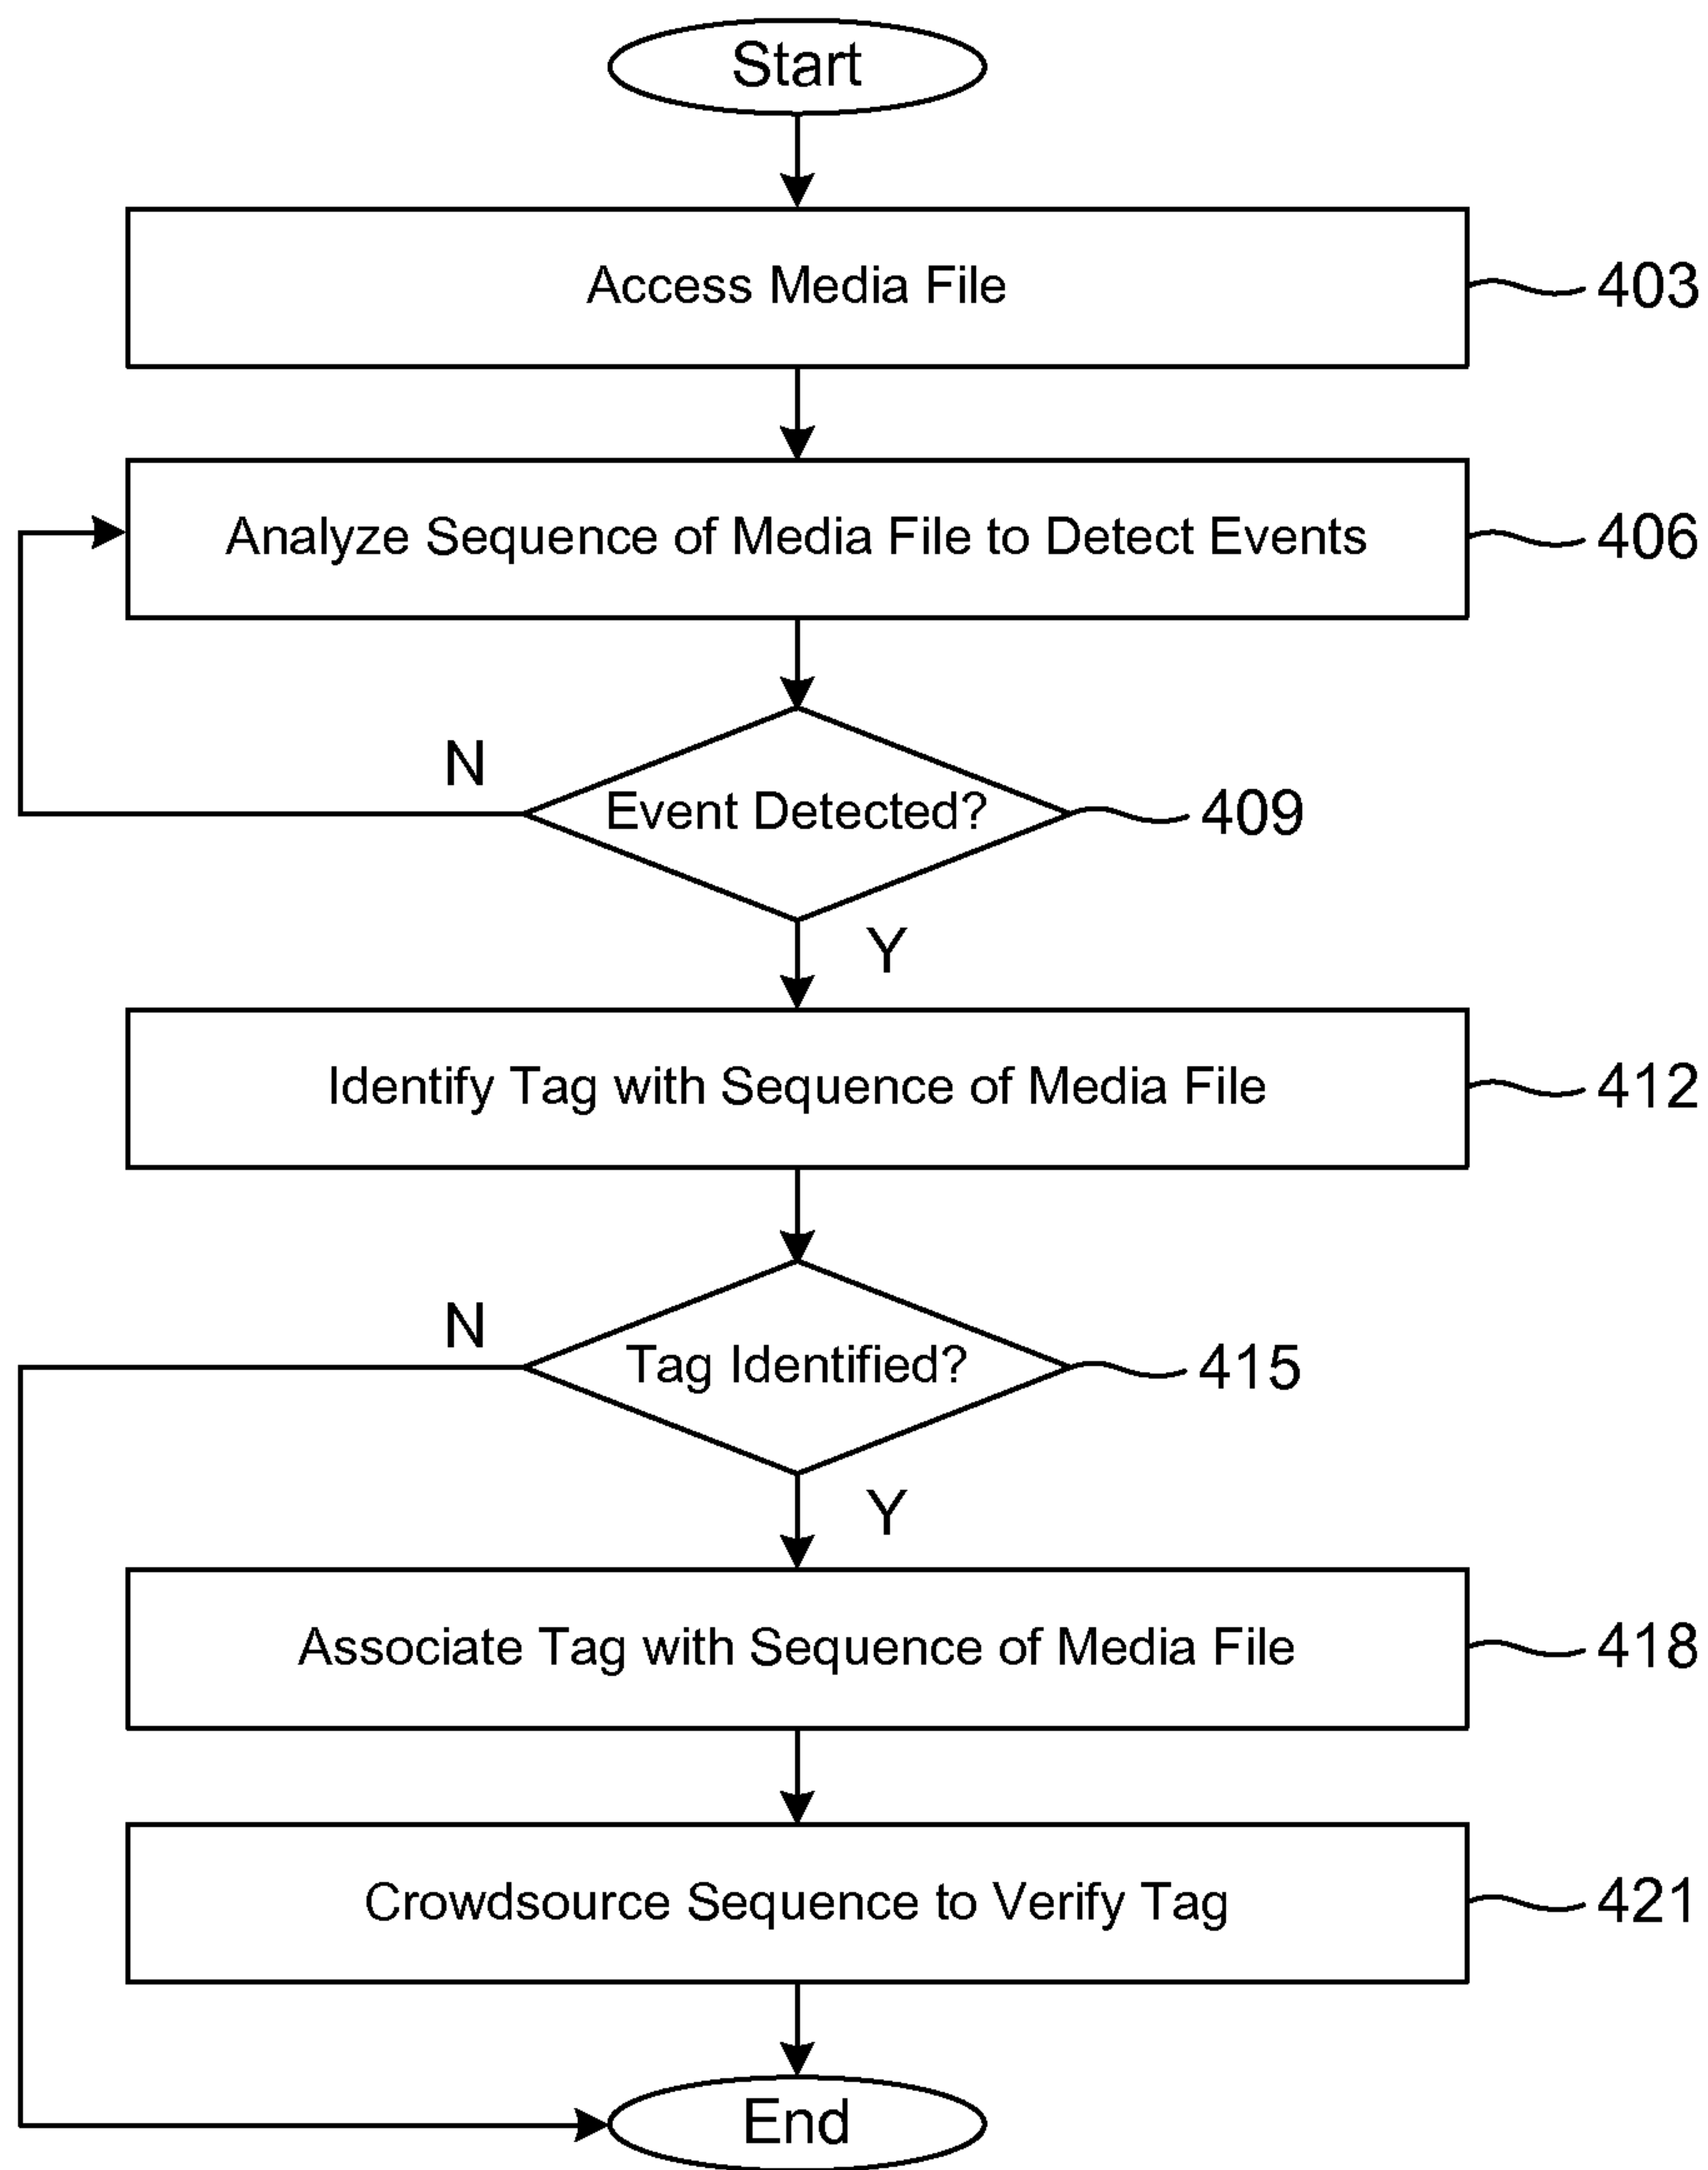 Start
Access Media File
403
Analyze Sequence of Media File to Detect Events
406
N
Event Detected?
409
Y
Identify Tag with Sequence of Media File
412
N
Tag Identified?
415
Y
Associate Tag with Sequence of Media File
418
Crowdsource Sequence to Verify Tag
421
End